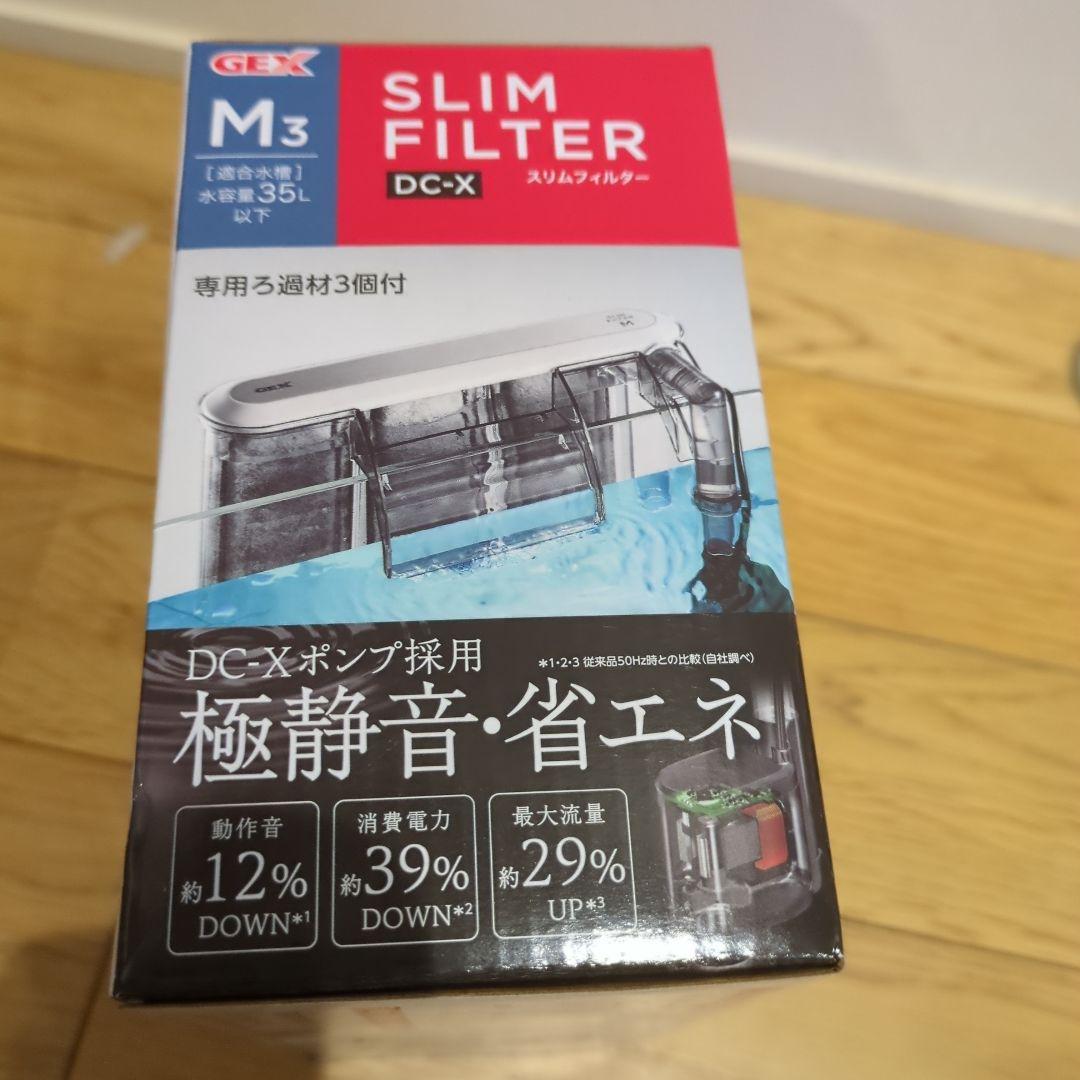 GEX
M3
[適合水槽]
水容量35L
以下
SLIM
FILTER
DC-X
スリムフィルター
専用ろ過材3個付
GEX
M
DC-Xポンプ採用
*1・2・3 従来品50Hz時との比較(自社調べ)
極静音・省エネ
動作音
約12%
DOWN*1
消費電力
約39%
DOWN*2
最大流量
約29%
UP*3